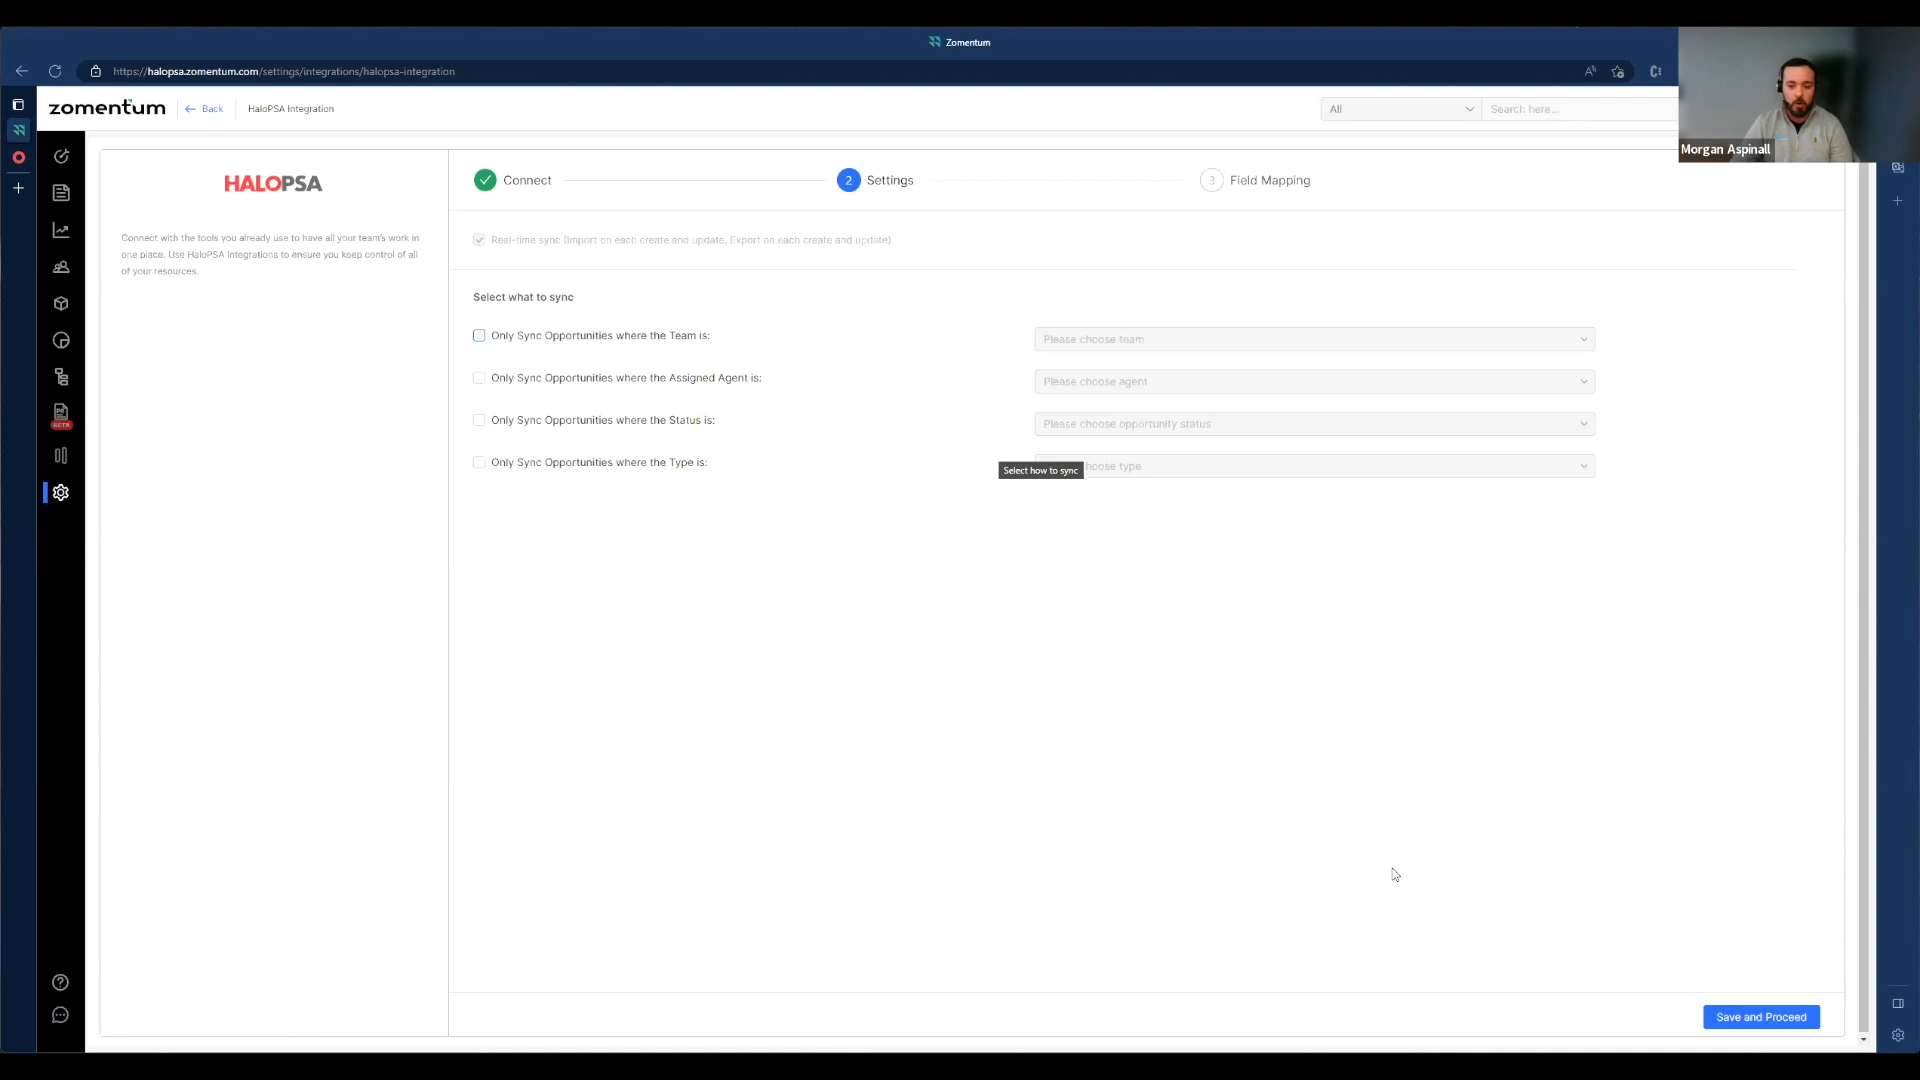 Zomentum
https://halopsa.zomentum.com/settings/integrations/halopsa-integration
zomentum
Back
HaloPSA Integration
All
Search here...
Morgan Aspinall
HALOPSA
Connect with the tools you already use to have all your team's work in
one place. Use HaloPSA Integrations to ensure you keep control of all
of your resources.
Connect
2 Settings
3 Field Mapping
Real-time sync (Import on each create and update, Export on each create and update)
Select what to sync
Only Sync Opportunities where the Team is:
Please choose team
Only Sync Opportunities where the Assigned Agent is:
Please choose agent
Only Sync Opportunities where the Status is:
Please choose opportunity status
Only Sync Opportunities where the Type is:
Select how to sync
hoose type
BETA
Save and Proceed